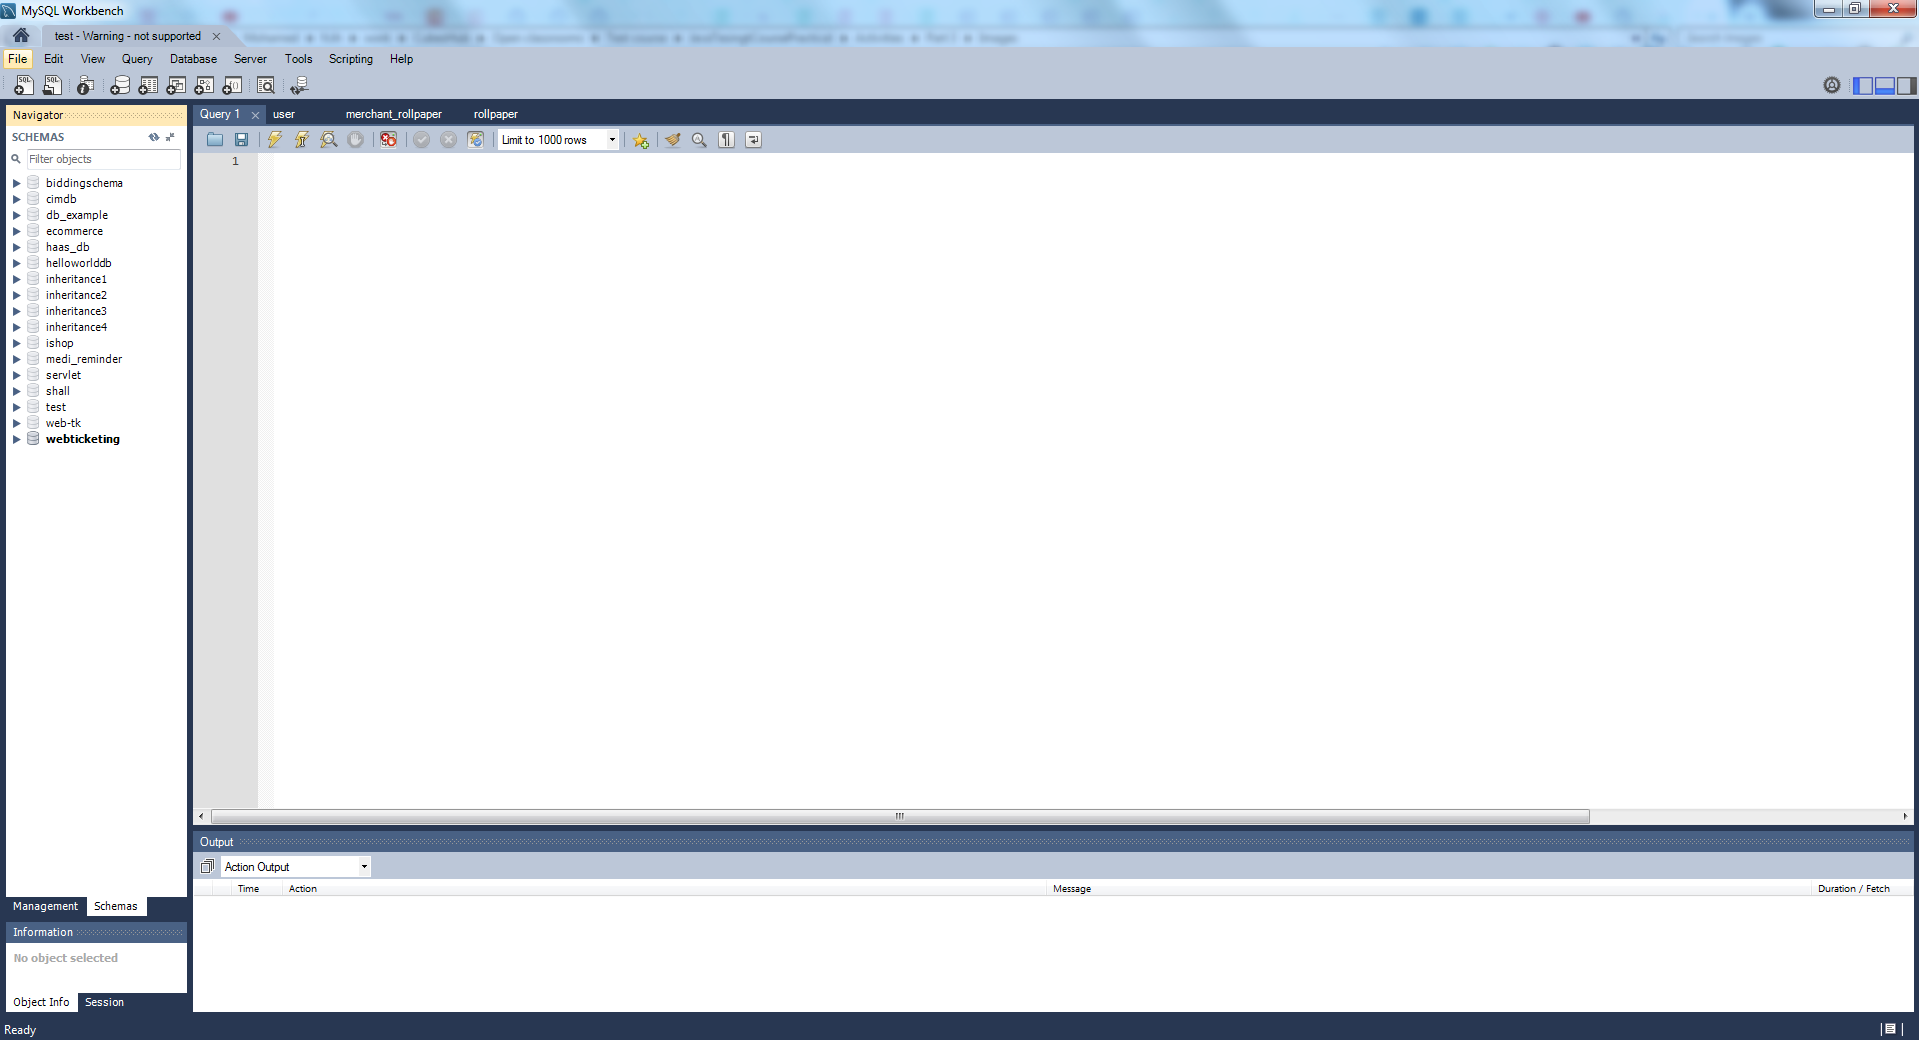 MySQL Workbench
test - Warning - not supported
File Edit View Query Database Server Tools Scripting Help
Navigator
SCHEMAS
Filter objects
biddingschema
cimdb
db_example
ecommerce
haas_db
helloworlddb
inheritance1
inheritance2
inheritance3
inheritance4
ishop
medi_reminder
servlet
shall
test
web-tk
webticketing
Management Schemas
Information
No object selected
Object Info Session
Query 1 user merchant_rollpaper rollpaper
Limit to 1000 rows
1
Output
Action Output
Time Action Message Duration / Fetch
Ready